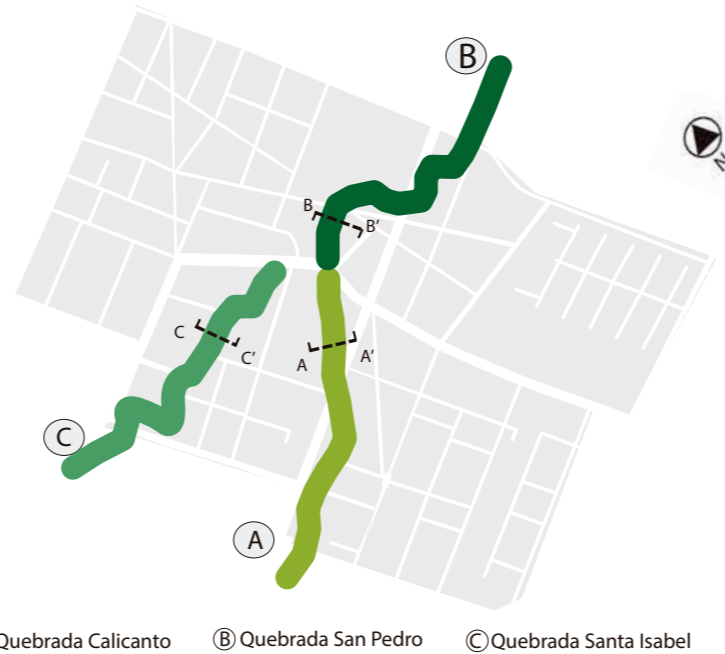 B
N
B
B'
C
C'
A
A'
C
A
Quebrada Calicanto
Ⓑ Quebrada San Pedro
Ⓒ Quebrada Santa Isabel